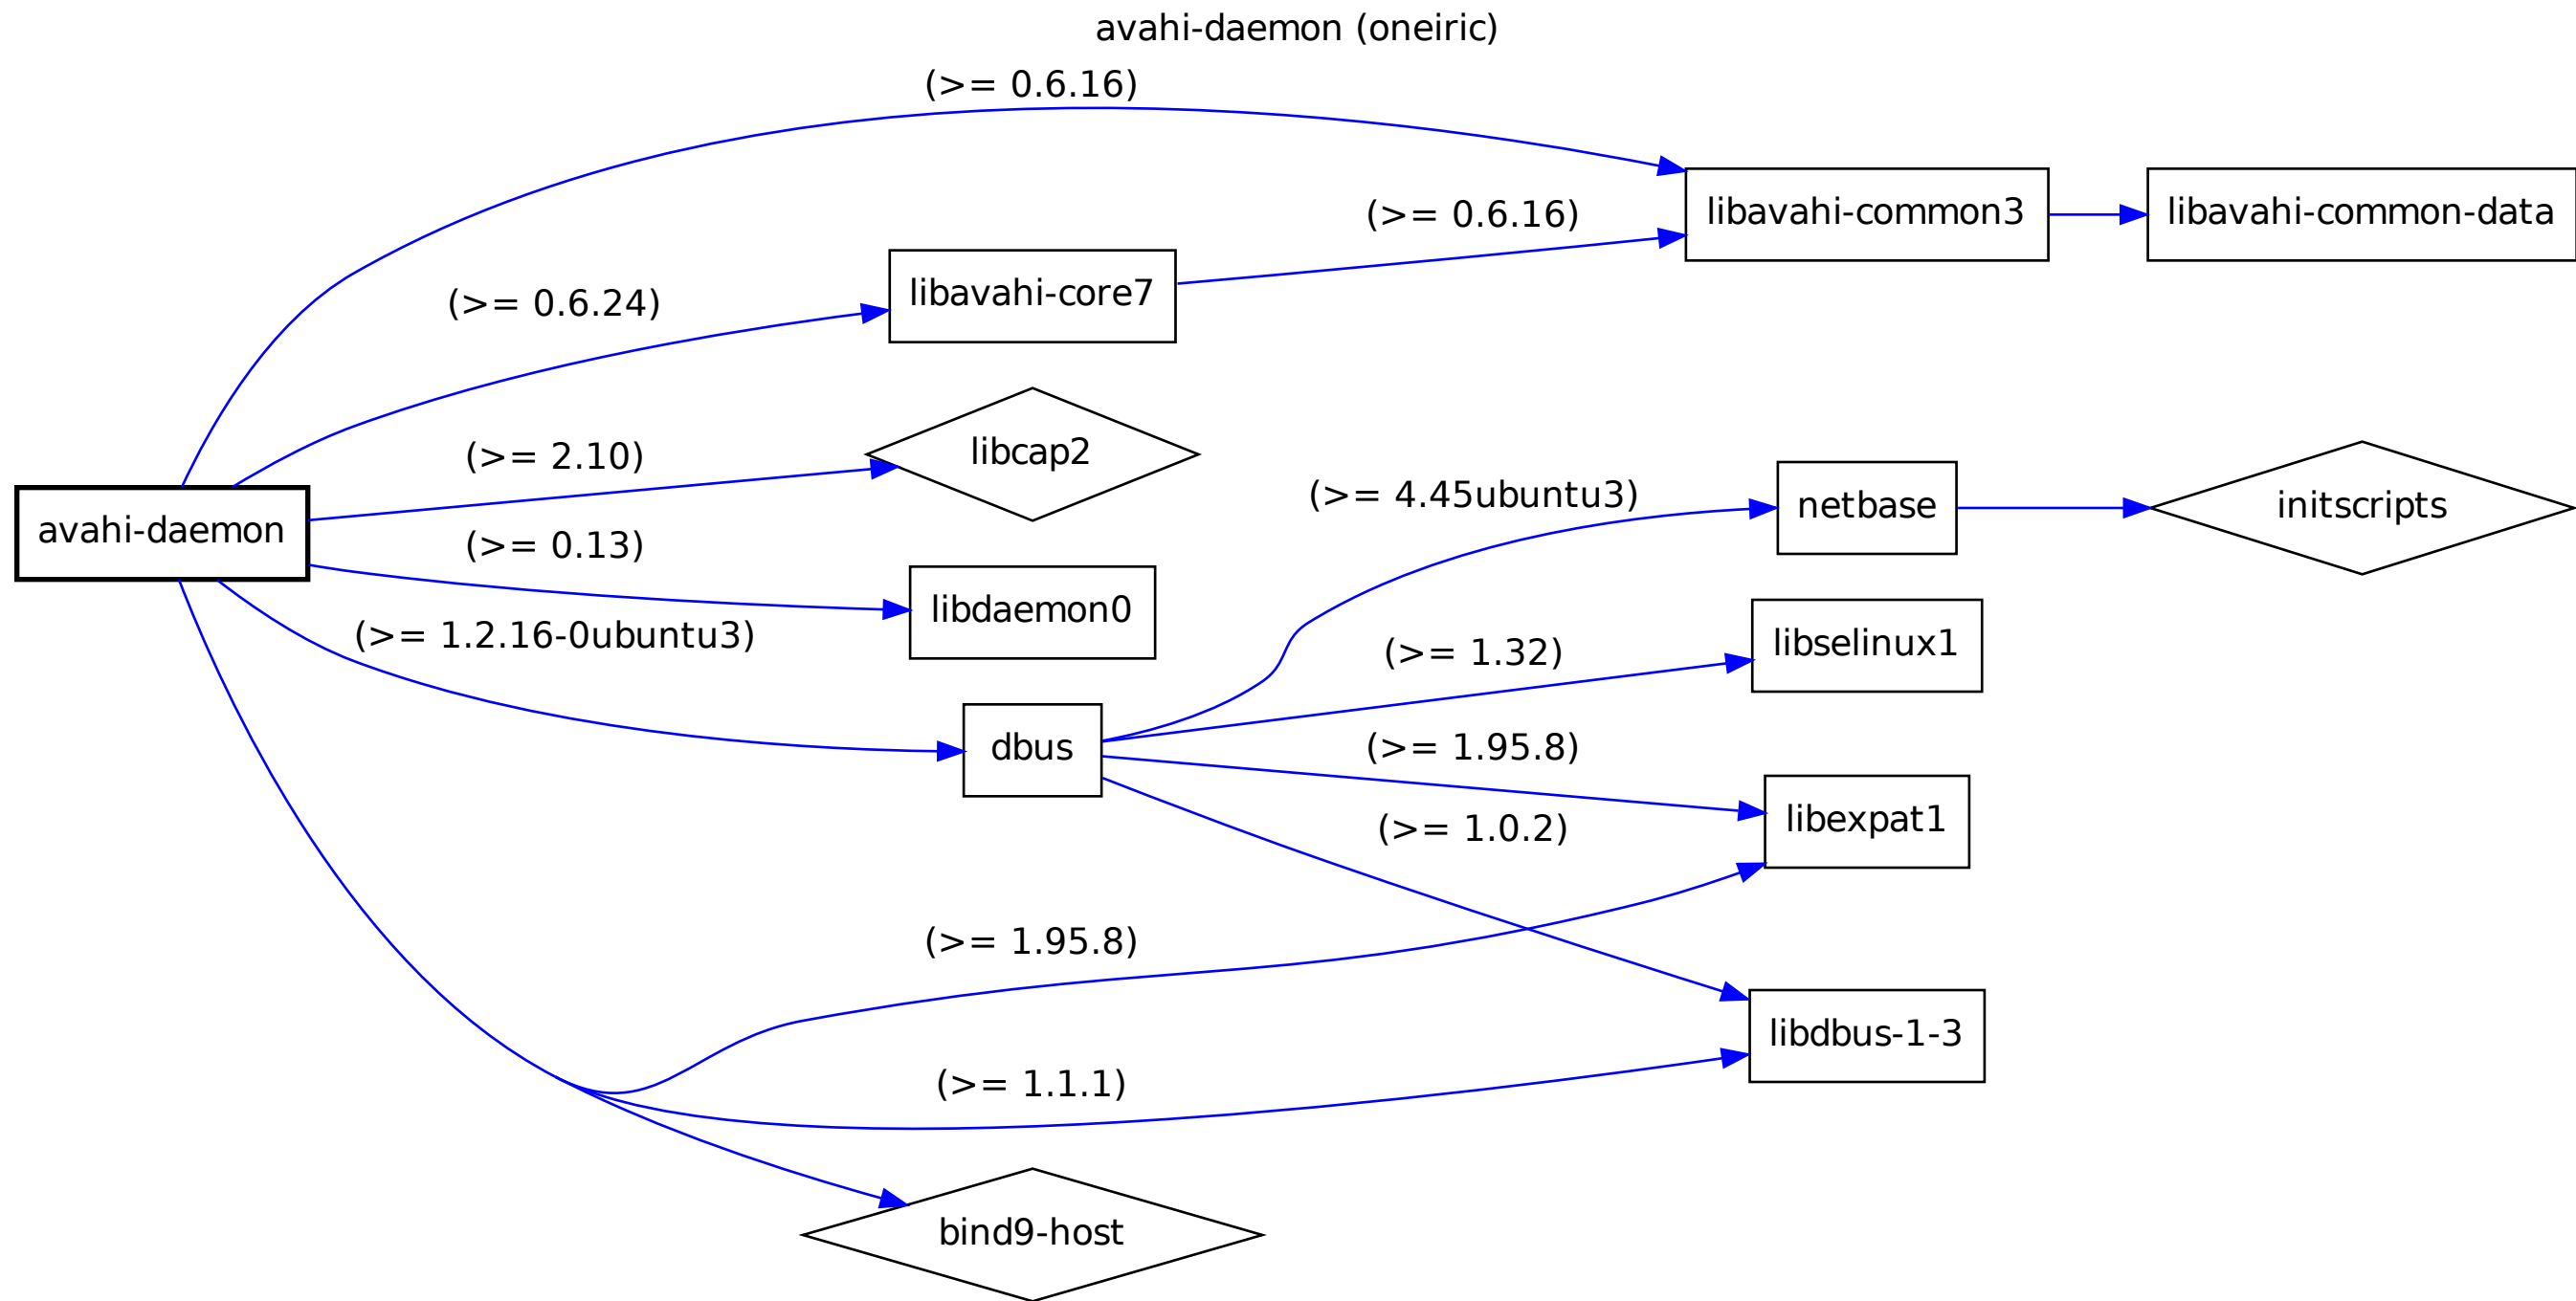 avahi-daemon (oneiric)
(>= 0.6.16)
libavahi-common3
libavahi-common-data
(>= 0.6.16)
libavahi-core7
(>= 0.6.24)
(>= 2.10)
libcap2
(>= 4.45ubuntu3)
netbase
initscripts
avahi-daemon
(>= 0.13)
libdaemon0
(>= 1.2.16-0ubuntu3)
(>= 1.32)
libselinux1
dbus
(>= 1.95.8)
libexpat1
(>= 1.0.2)
(>= 1.95.8)
libdbus-1-3
(>= 1.1.1)
bind9-host